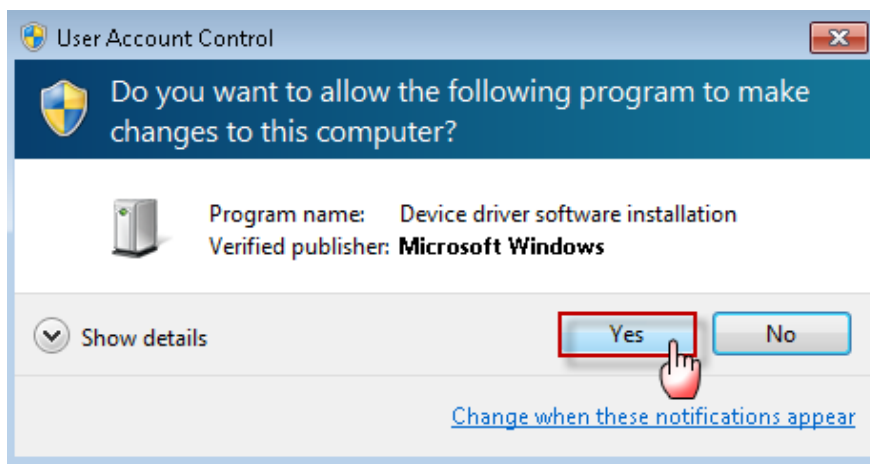 User Account Control
Do you want to allow the following program to make
changes to this computer?
Program name: Device driver software installation
Verified publisher: Microsoft Windows
Show details
Yes
No
Change when these notifications appear